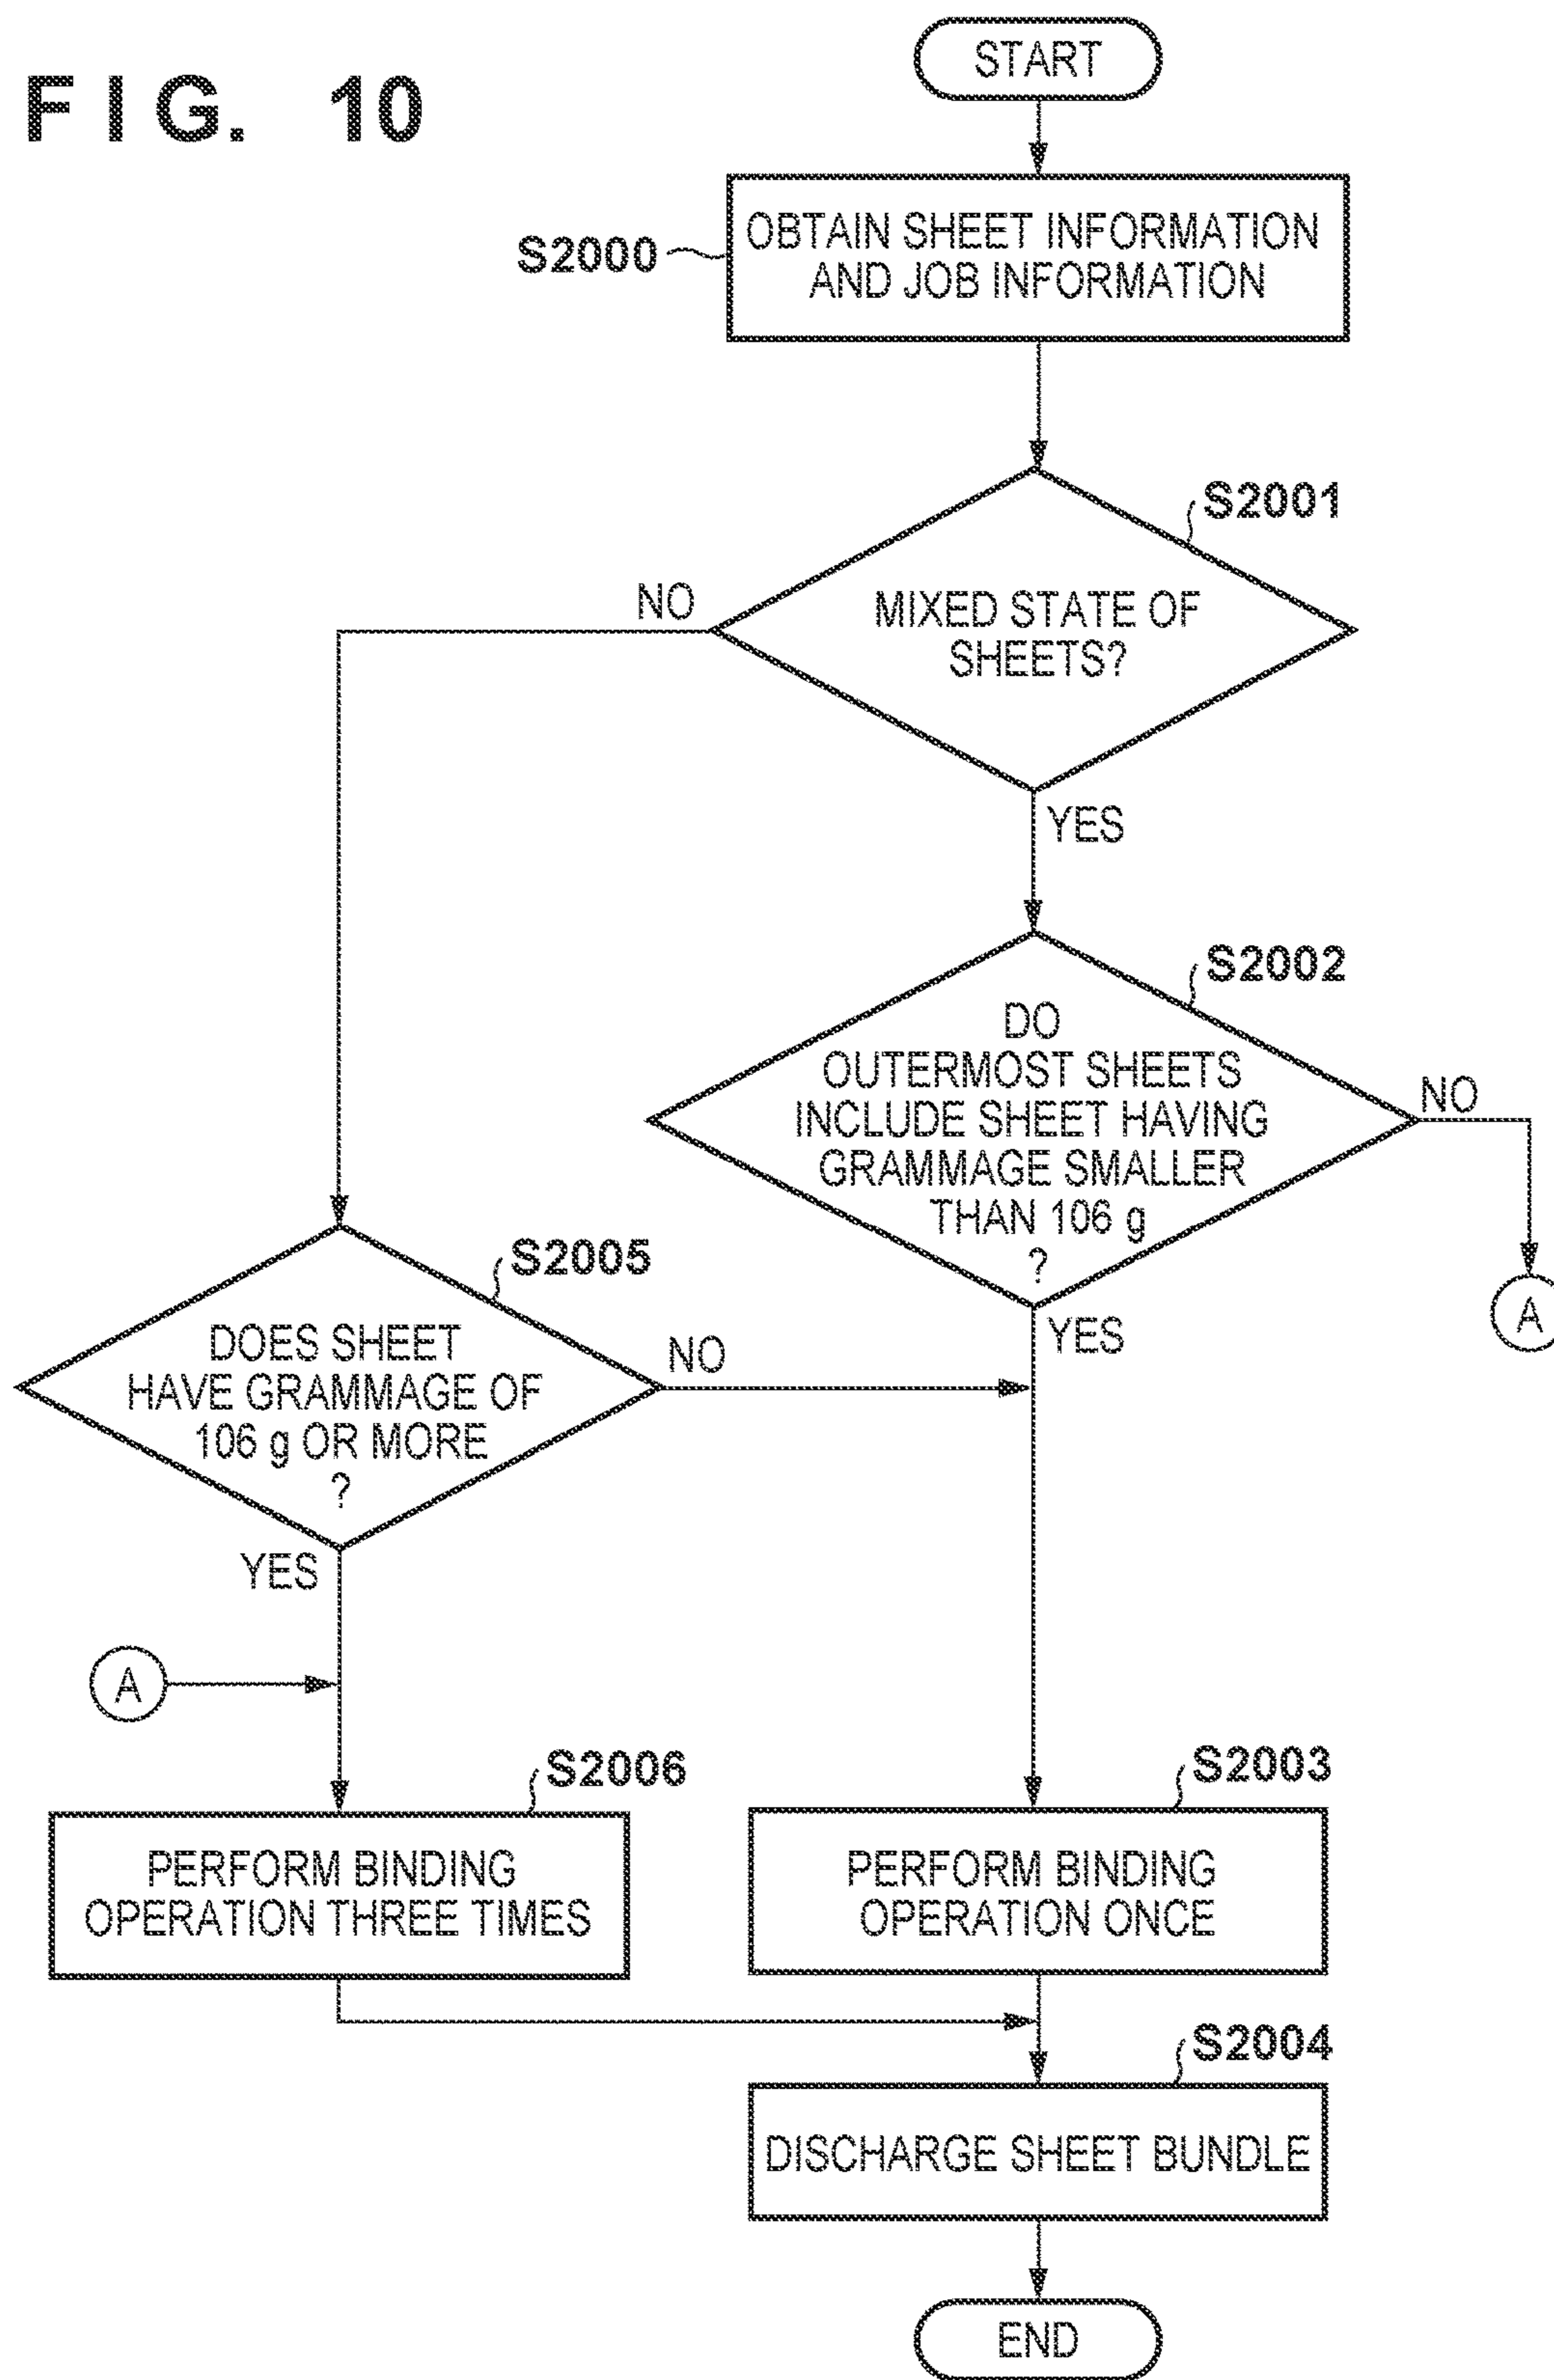 FIG. 10
START
S2000
OBTAIN SHEET INFORMATION
AND JOB INFORMATION
S2001
NO
MIXED STATE OF
SHEETS?
YES
S2002
DO
OUTERMOST SHEETS
INCLUDE SHEET HAVING
GRAMMAGE SMALLER
THAN 106 g
?
NO
A
YES
S2005
DOES SHEET
HAVE GRAMMAGE OF
106 g OR MORE
?
NO
YES
A
S2006
PERFORM BINDING
OPERATION THREE TIMES
S2003
PERFORM BINDING
OPERATION ONCE
S2004
DISCHARGE SHEET BUNDLE
END